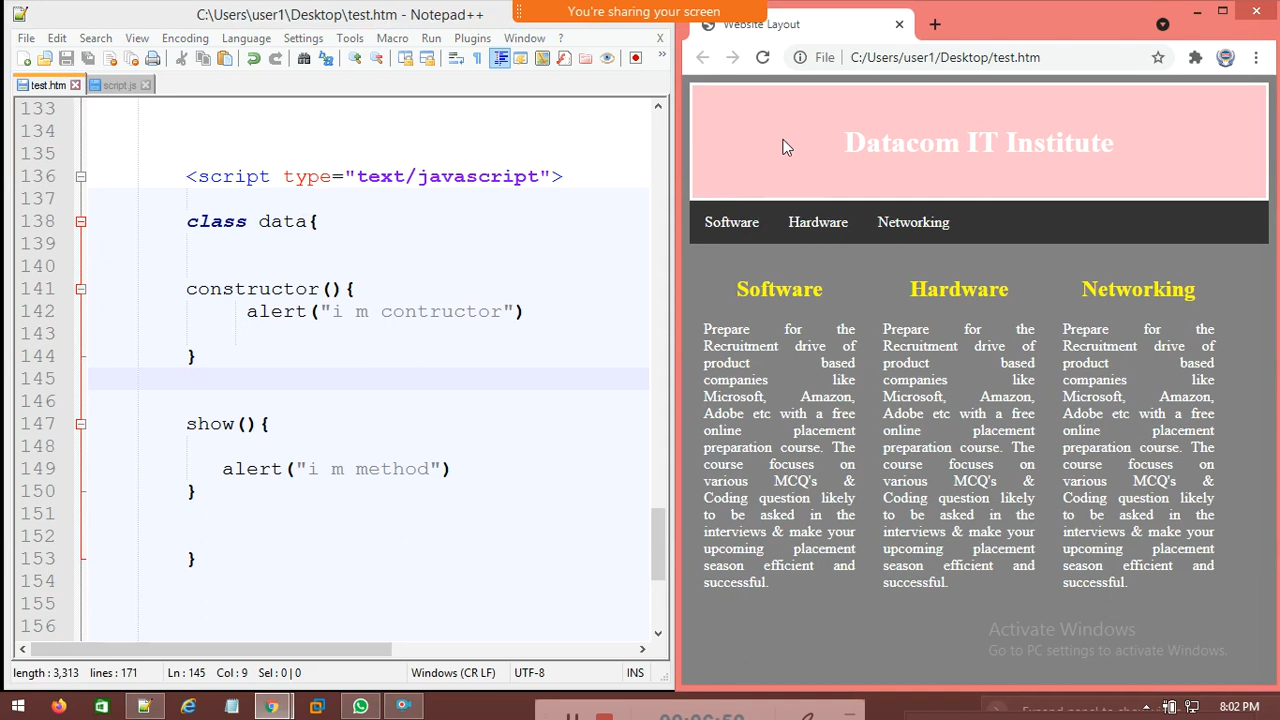 C:\Users\user1\Desktop\test.htm - Notepad++
You're sharing your screen
Website Layout
File Edit Search View Encoding Language Settings Tools Macro Run Plugins Window ? X
File C:/Users/user1/Desktop/test.htm
test.htm script.js
133
134
135
136 <script type="text/javascript">
137
138 class data{
139
140
141 constructor(){
142 alert("i m contructor")
143
144 }
145
146
147 show(){
148
149 alert("i m method")
150 }
151
152
153 }
154
155
156
length : 3,313 lines : 171 Ln : 145 Col : 9 Sel : 0 | 0 Windows (CR LF) UTF-8 INS
Datacom IT Institute
Software Hardware Networking
Software
Prepare for the
Recruitment drive of
product based
companies like
Microsoft, Amazon,
Adobe etc with a free
online placement
preparation course. The
course focuses on
various MCQ's &
Coding question likely
to be asked in the
interviews & make your
upcoming placement
season efficient and
successful.
Hardware
Prepare for the
Recruitment drive of
product based
companies like
Microsoft, Amazon,
Adobe etc with a free
online placement
preparation course. The
course focuses on
various MCQ's &
Coding question likely
to be asked in the
interviews & make your
upcoming placement
season efficient and
successful.
Networking
Prepare for the
Recruitment drive of
product based
companies like
Microsoft, Amazon,
Adobe etc with a free
online placement
preparation course. The
course focuses on
various MCQ's &
Coding question likely
to be asked in the
interviews & make your
upcoming placement
season efficient and
successful.
Activate Windows
Go to PC settings to activate Windows.
8:02 PM